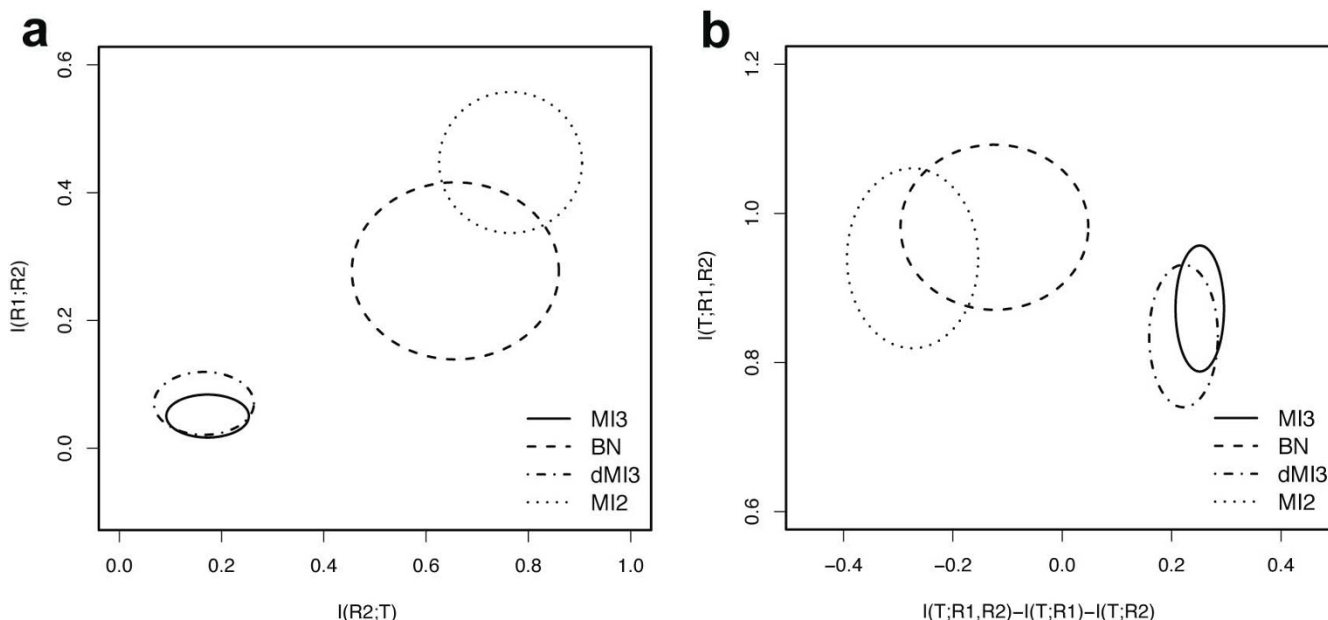 a
0.6
0.4
0.2
0.0
I(R1;R2)
MI3
BN
dMI3
MI2
0.0 0.2 0.4 0.6 0.8 1.0
I(R2;T)
b
1.2
1.0
0.8
0.6
I(T;R1,R2)
MI3
BN
dMI3
MI2
−0.4 −0.2 0.0 0.2 0.4
I(T;R1,R2)−I(T;R1)−I(T;R2)